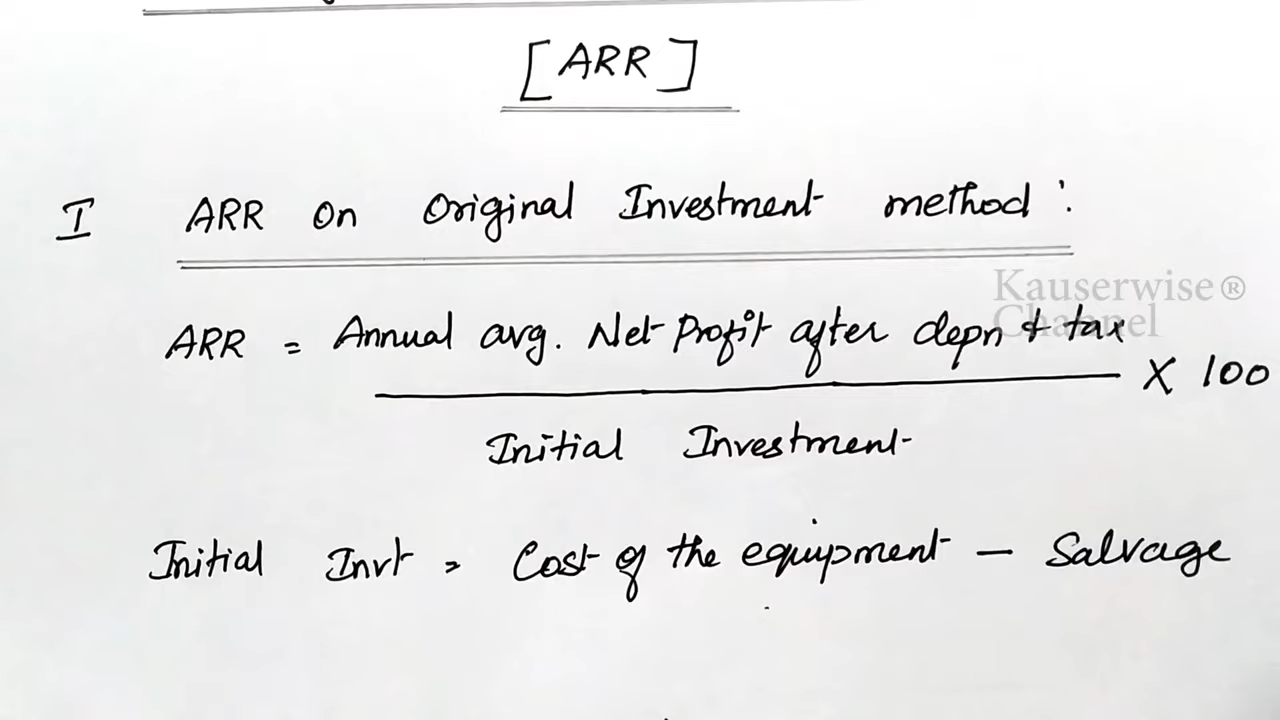 [ARR]
I ARR on Original Investment method :
Kauserwise®
Channel
ARR = Annual avg. Net Profit after depn & tax
X 100
Initial Investment
Initial Invt = Cost of the equipment – Salvage